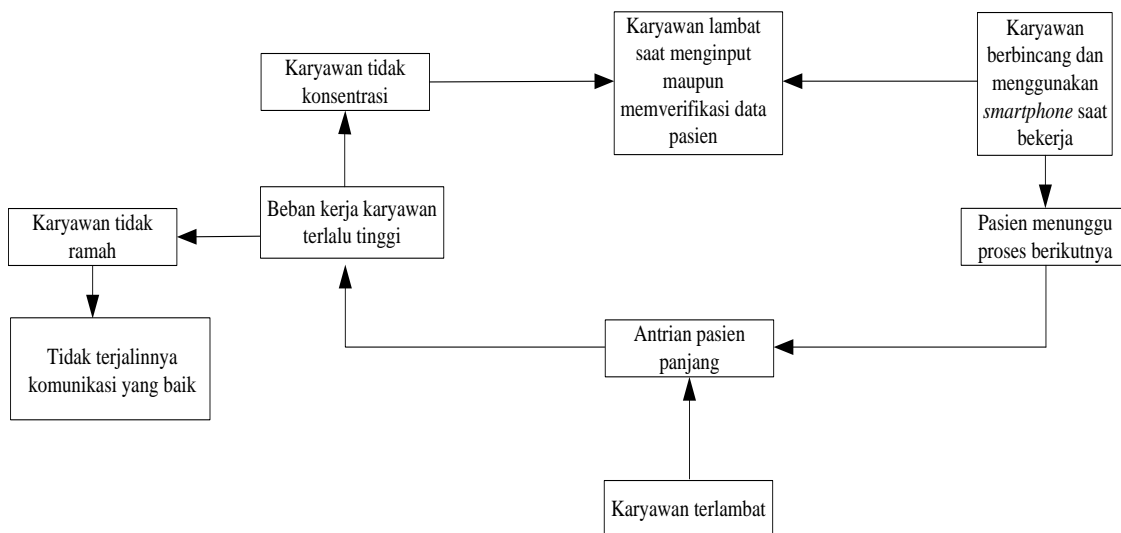 Karyawan tidak
konsentrasi
Karyawan lambat
saat menginput
maupun
memverifikasi data
pasien
Karyawan
berbincang dan
menggunakan
smartphone saat
bekerja
Karyawan tidak
ramah
Beban kerja karyawan
terlalu tinggi
Pasien menunggu
proses berikutnya
Tidak terjalinnya
komunikasi yang baik
Antrian pasien
panjang
Karyawan terlambat